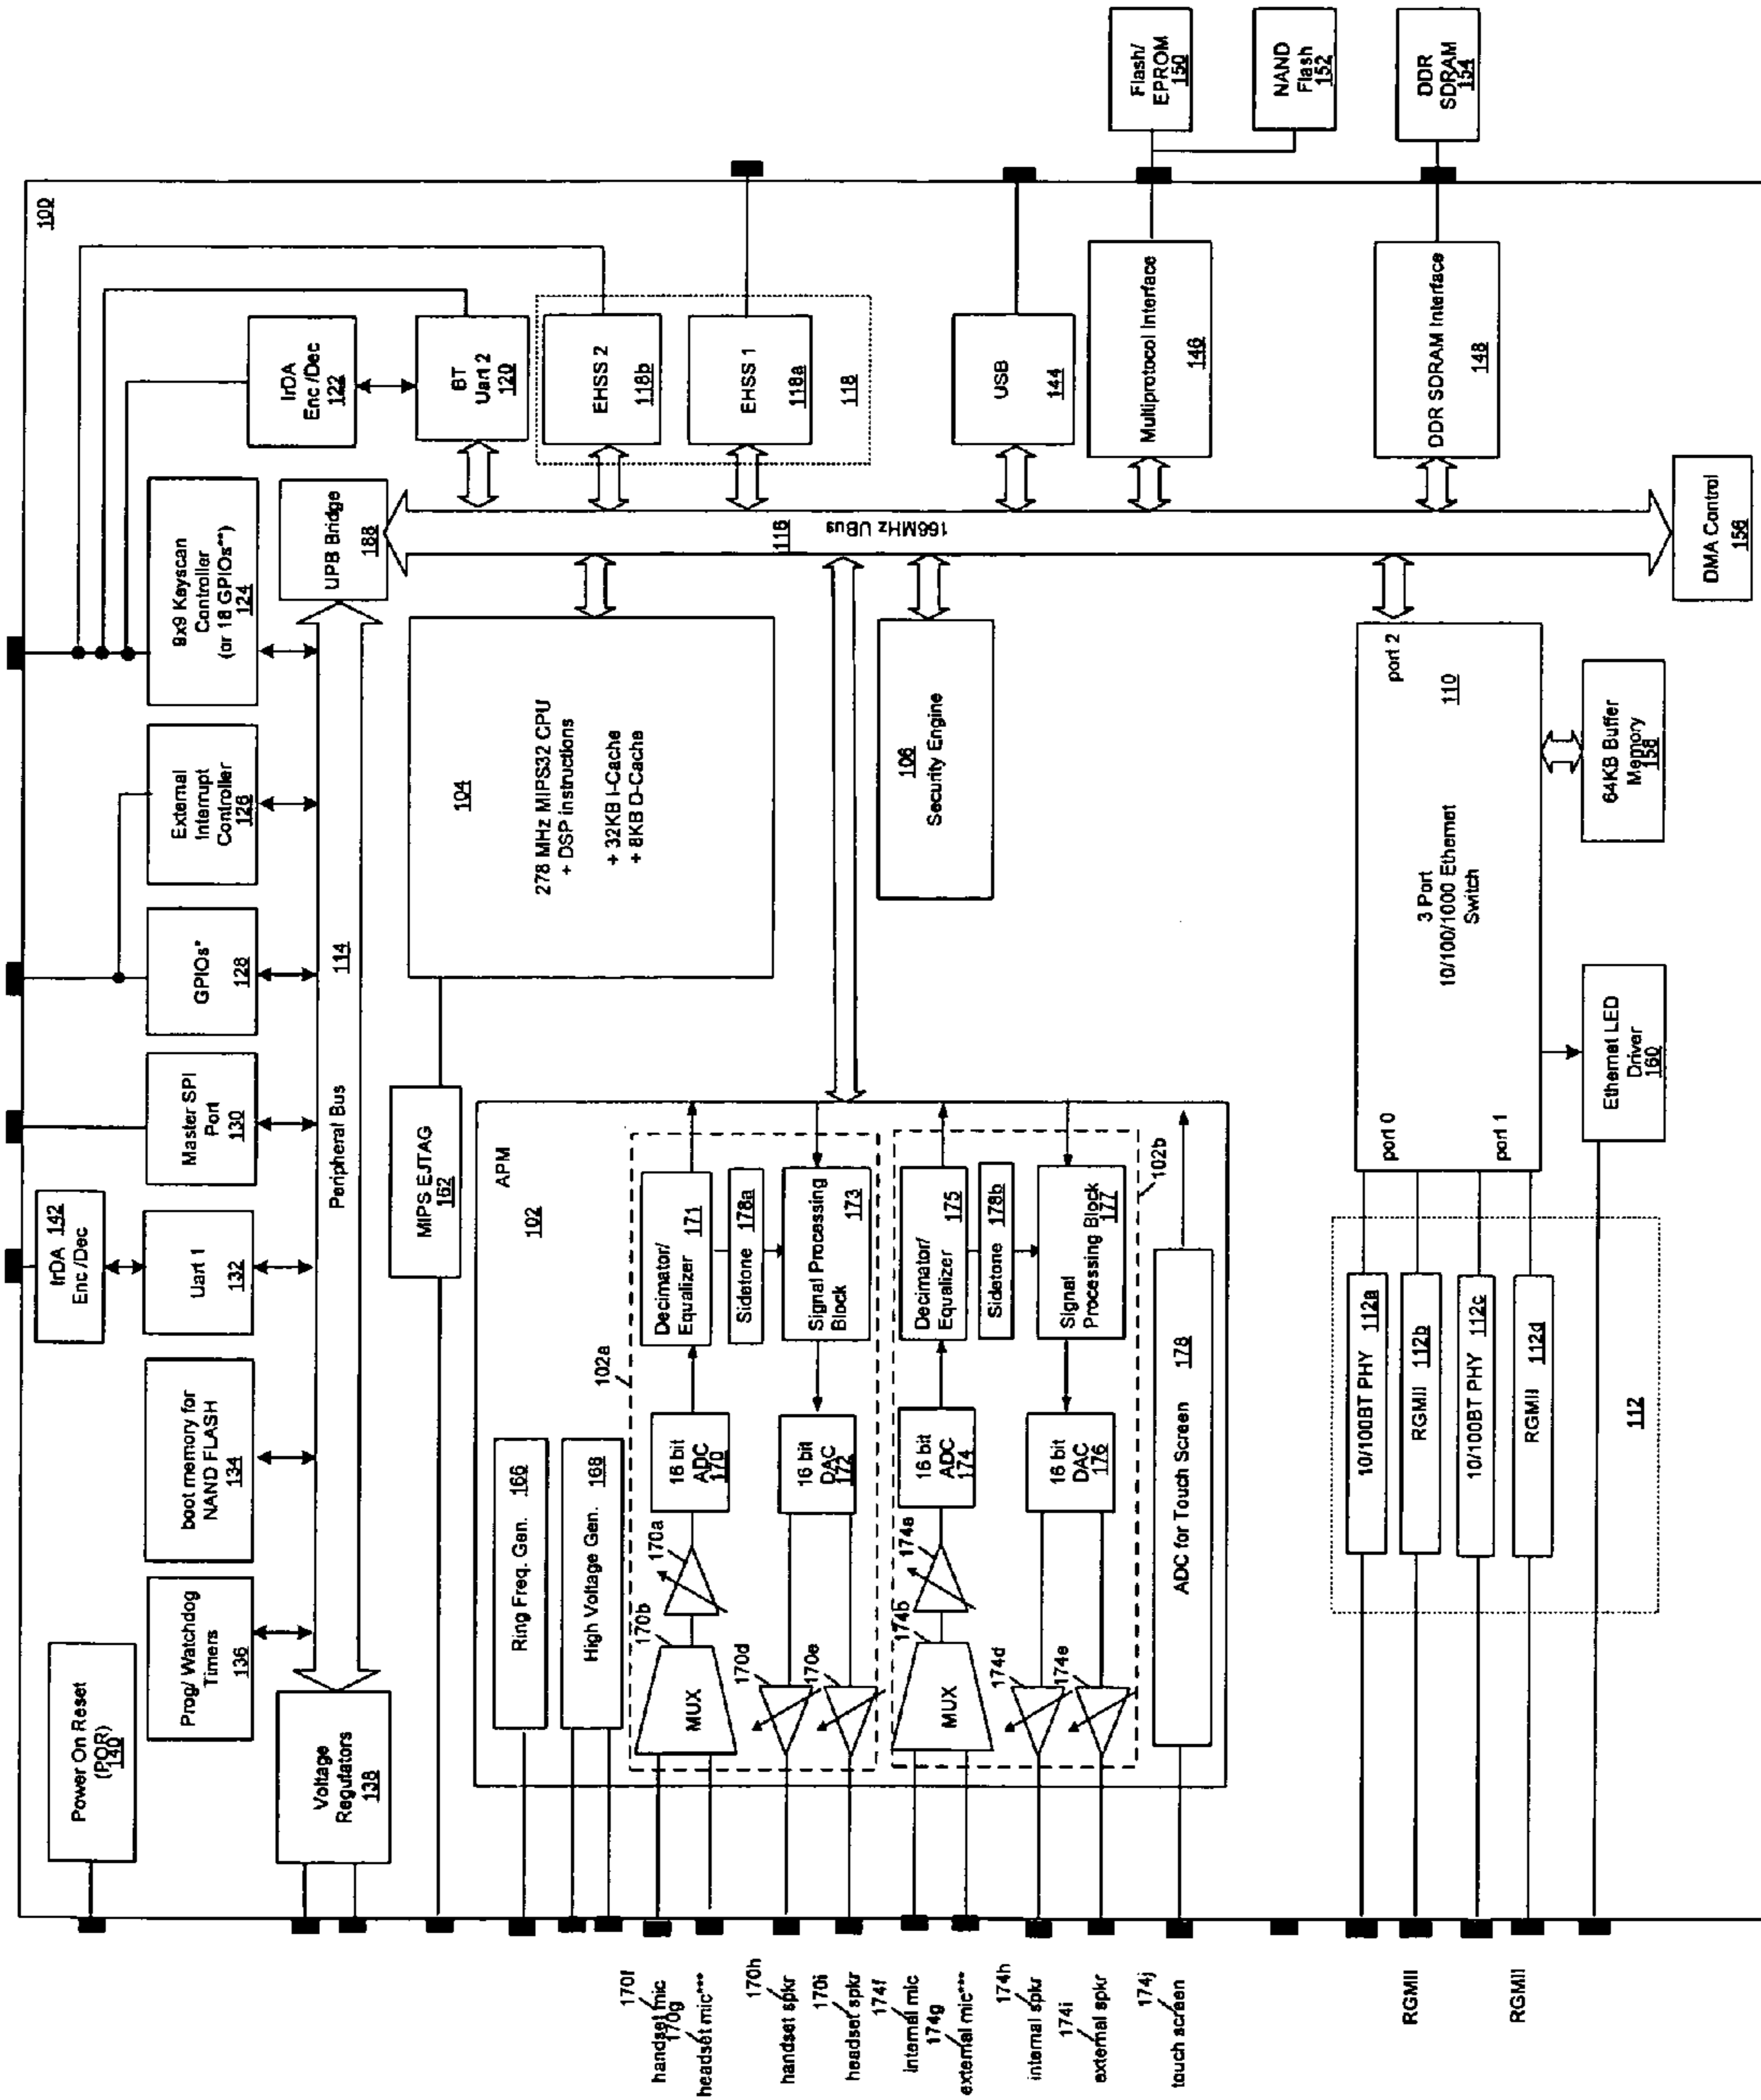 100
Power On Reset
(POR)
140
Prog/ Watchdog
Timers
136
boot memory for
NAND FLASH
134
IrDA 142
Enc /Dec
Uart 1
132
Master SPI
Port
130
GPIOs*
128
External
Interrupt
Controller
126
9x9 Keyscan
Controller
(or 18 GPIOs**)
124
IrDA
Enc /Dec
122
BT
Uart 2
120
EHSS 2
118b
EHSS 1
118a
118
USB
144
Multiprotocol Interface
146
DDR SDRAM Interface
148
Flash/
EPROM
150
NAND
Flash
152
DDR
SDRAM
154
Voltage
Regulators
138
Peripheral Bus
114
UPB Bridge
188
116
166MHz UBus
DMA Control
156
MIPS EJTAG
162
104
278 MHz MIPS32 CPU
+ DSP instructions
+ 32KB I-Cache
+ 8KB D-Cache
106
Security Engine
APM
102
Ring Freq. Gen.
166
High Voltage Gen.
168
102a
MUX
170b
170a
16 bit
ADC
170
Decimator/
Equalizer
171
Sidetone
178a
Signal Processing
Block
173
16 bit
DAC
172
170d
170e
102b
MUX
174b
174a
16 bit
ADC
174
Decimator/
Equalizer
175
Sidetone
178b
Signal
Processing Block
177
16 bit
DAC
176
174d
174e
ADC for Touch Screen
178
170f
handset mic
170g
headset mic***
170h
handset spkr
170i
headset spkr
174f
internal mic
174g
external mic***
174h
internal spkr
174i
external spkr
174j
touch screen
3 Port
10/100/1000 Ethernet
Switch
110
port 0
port 1
port 2
64KB Buffer
Memory
158
Ethernet LED
Driver
160
10/100BT PHY 112a
RGMII 112b
10/100BT PHY 112c
RGMII 112d
112
RGMII
RGMII